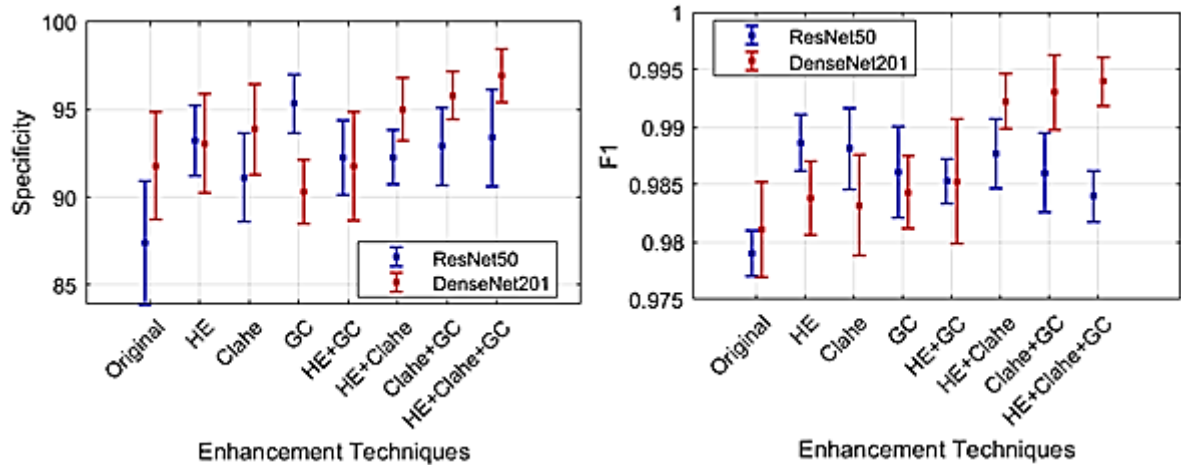 100
95
90
85
Specificity
ResNet50
DenseNet201
Original
HE
Clahe
GC
HE+GC
HE+Clahe
Clahe+GC
HE+Clahe+GC
Enhancement Techniques
1
0.995
0.99
0.985
0.98
0.975
F1
ResNet50
DenseNet201
Original
HE
Clahe
GC
HE+GC
HE+Clahe
Clahe+GC
HE+Clahe+GC
Enhancement Techniques